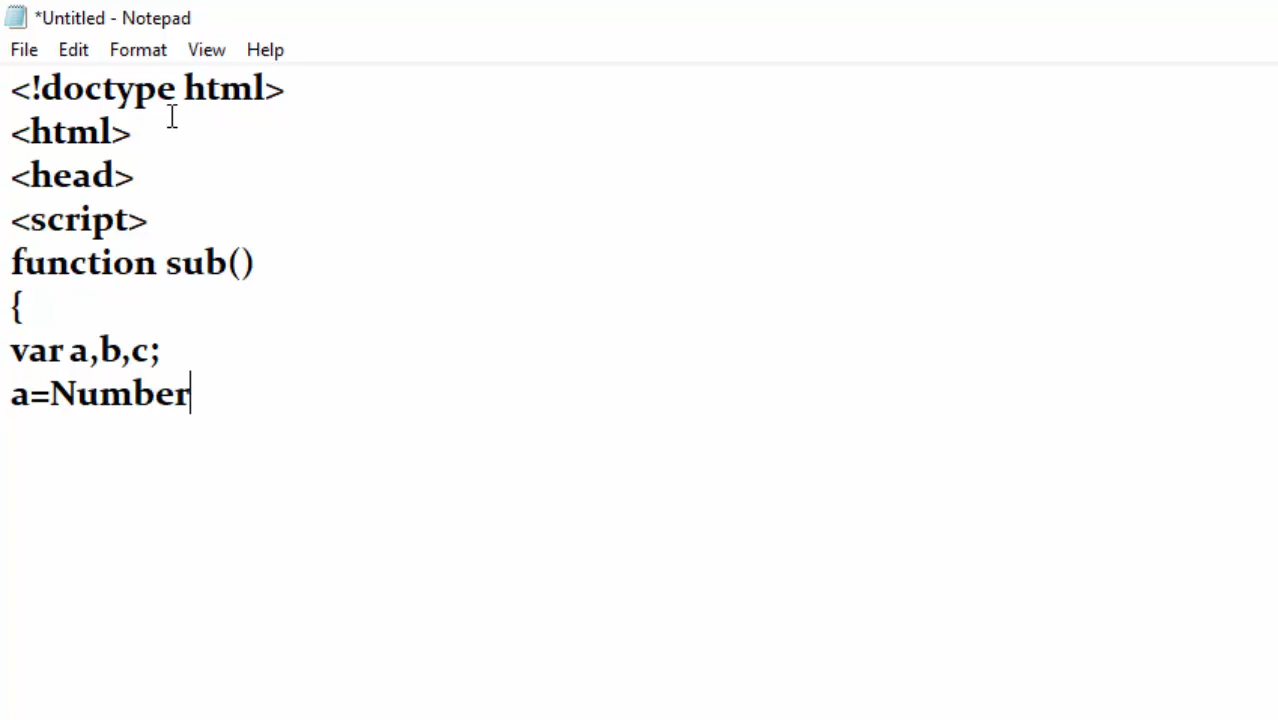 *Untitled - Notepad
File Edit Format View Help
<!doctype html>
<html>
<head>
<script>
function sub()
{
var a,b,c;
a=Number